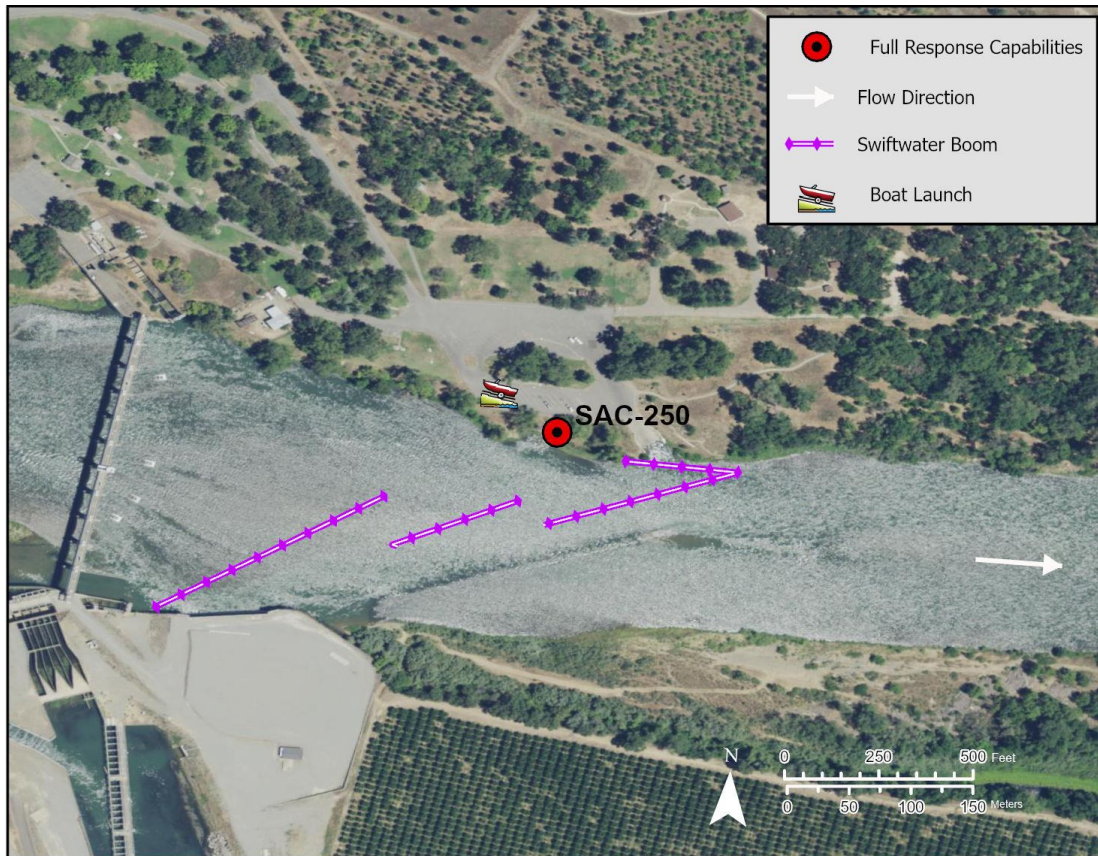 Full Response Capabilities
Flow Direction
Swiftwater Boom
Boat Launch
SAC-250
N
0 250 500 Feet
0 50 100 150 Meters